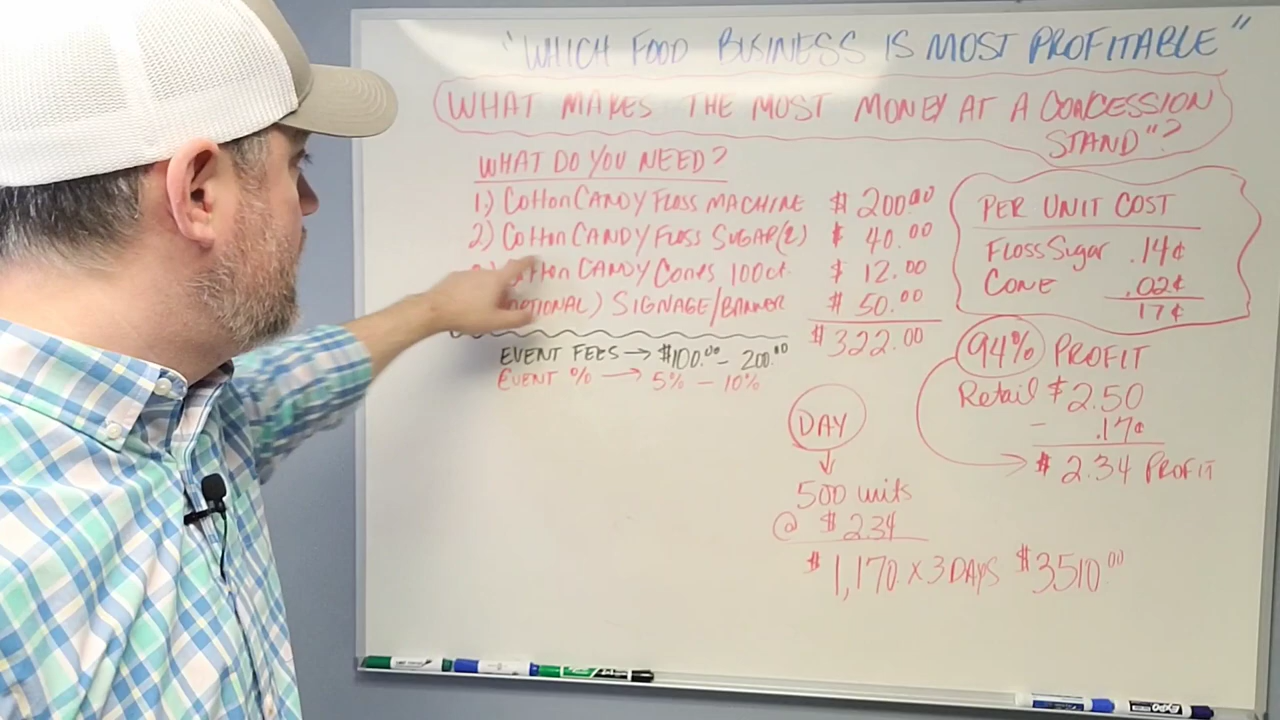 "WHICH FOOD BUSINESS IS MOST PROFITABLE"
WHAT MAKES THE MOST MONEY AT A CONCESSION
STAND"?
WHAT DO YOU NEED?
1.) COTTON CANDY FLOSS MACHINE $ 200.00
2) COTTON CANDY FLOSS SUGAR(2) $ 40.00
CANDY CONES 100ct. $ 12.00
SIGNAGE/BANNER $ 50.00
$322.00
EVENT FEES → $100.00 - 200.00
EVENT % → 5% - 10%
PER UNIT COST
Floss Sugar .14¢
CONE .02¢
17¢
94% PROFIT
Retail $2.50
- .17¢
$ 2.34 PROFIT
DAY
↓
500 units
@ $ 2.34
$1,170 x 3 DAYS $3510.00
EXPO